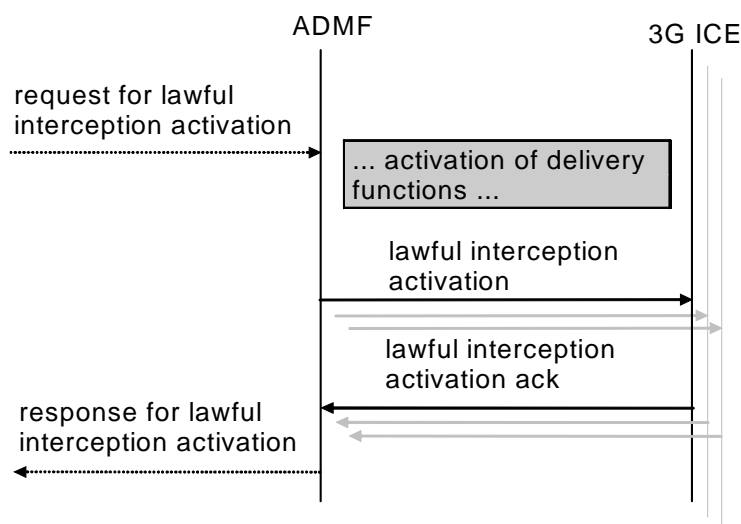 ADMF
3G ICE
request for lawful
interception activation
... activation of delivery
functions ...
lawful interception
activation
lawful interception
activation ack
response for lawful
interception activation